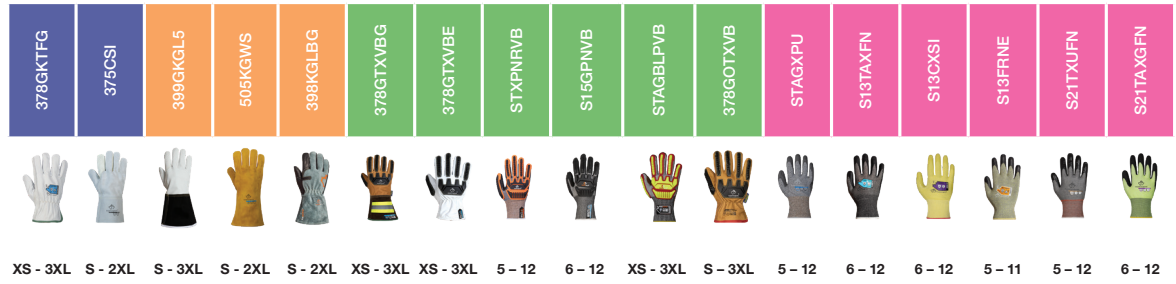 378GKTFG
375CSI
399GKGL5
505KGWS
398KGLBG
378GTXVBG
378GTXVBE
STXPNRVB
S15GPNVB
STAGBLPVB
378GOTXVB
STAGXPU
S13TAXFN
S13CXSI
S13FRNE
S21TXUFN
S21TAXGFN
XS - 3XL S - 2XL S - 3XL S - 2XL S - 2XL XS - 3XL XS - 3XL 5 – 12 6 – 12 XS - 3XL S – 3XL 5 – 12 6 – 12 6 – 12 5 – 11 5 – 12 6 – 12